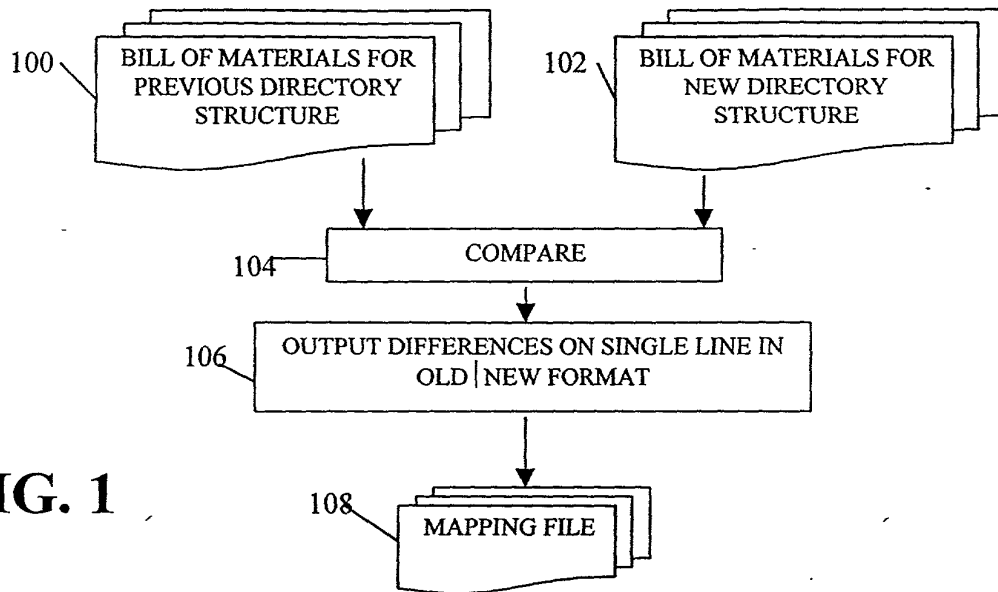 100
BILL OF MATERIALS FOR
PREVIOUS DIRECTORY
STRUCTURE
102
BILL OF MATERIALS FOR
NEW DIRECTORY
STRUCTURE
104
COMPARE
106
OUTPUT DIFFERENCES ON SINGLE LINE IN
OLD | NEW FORMAT
IG. 1
108
MAPPING FILE